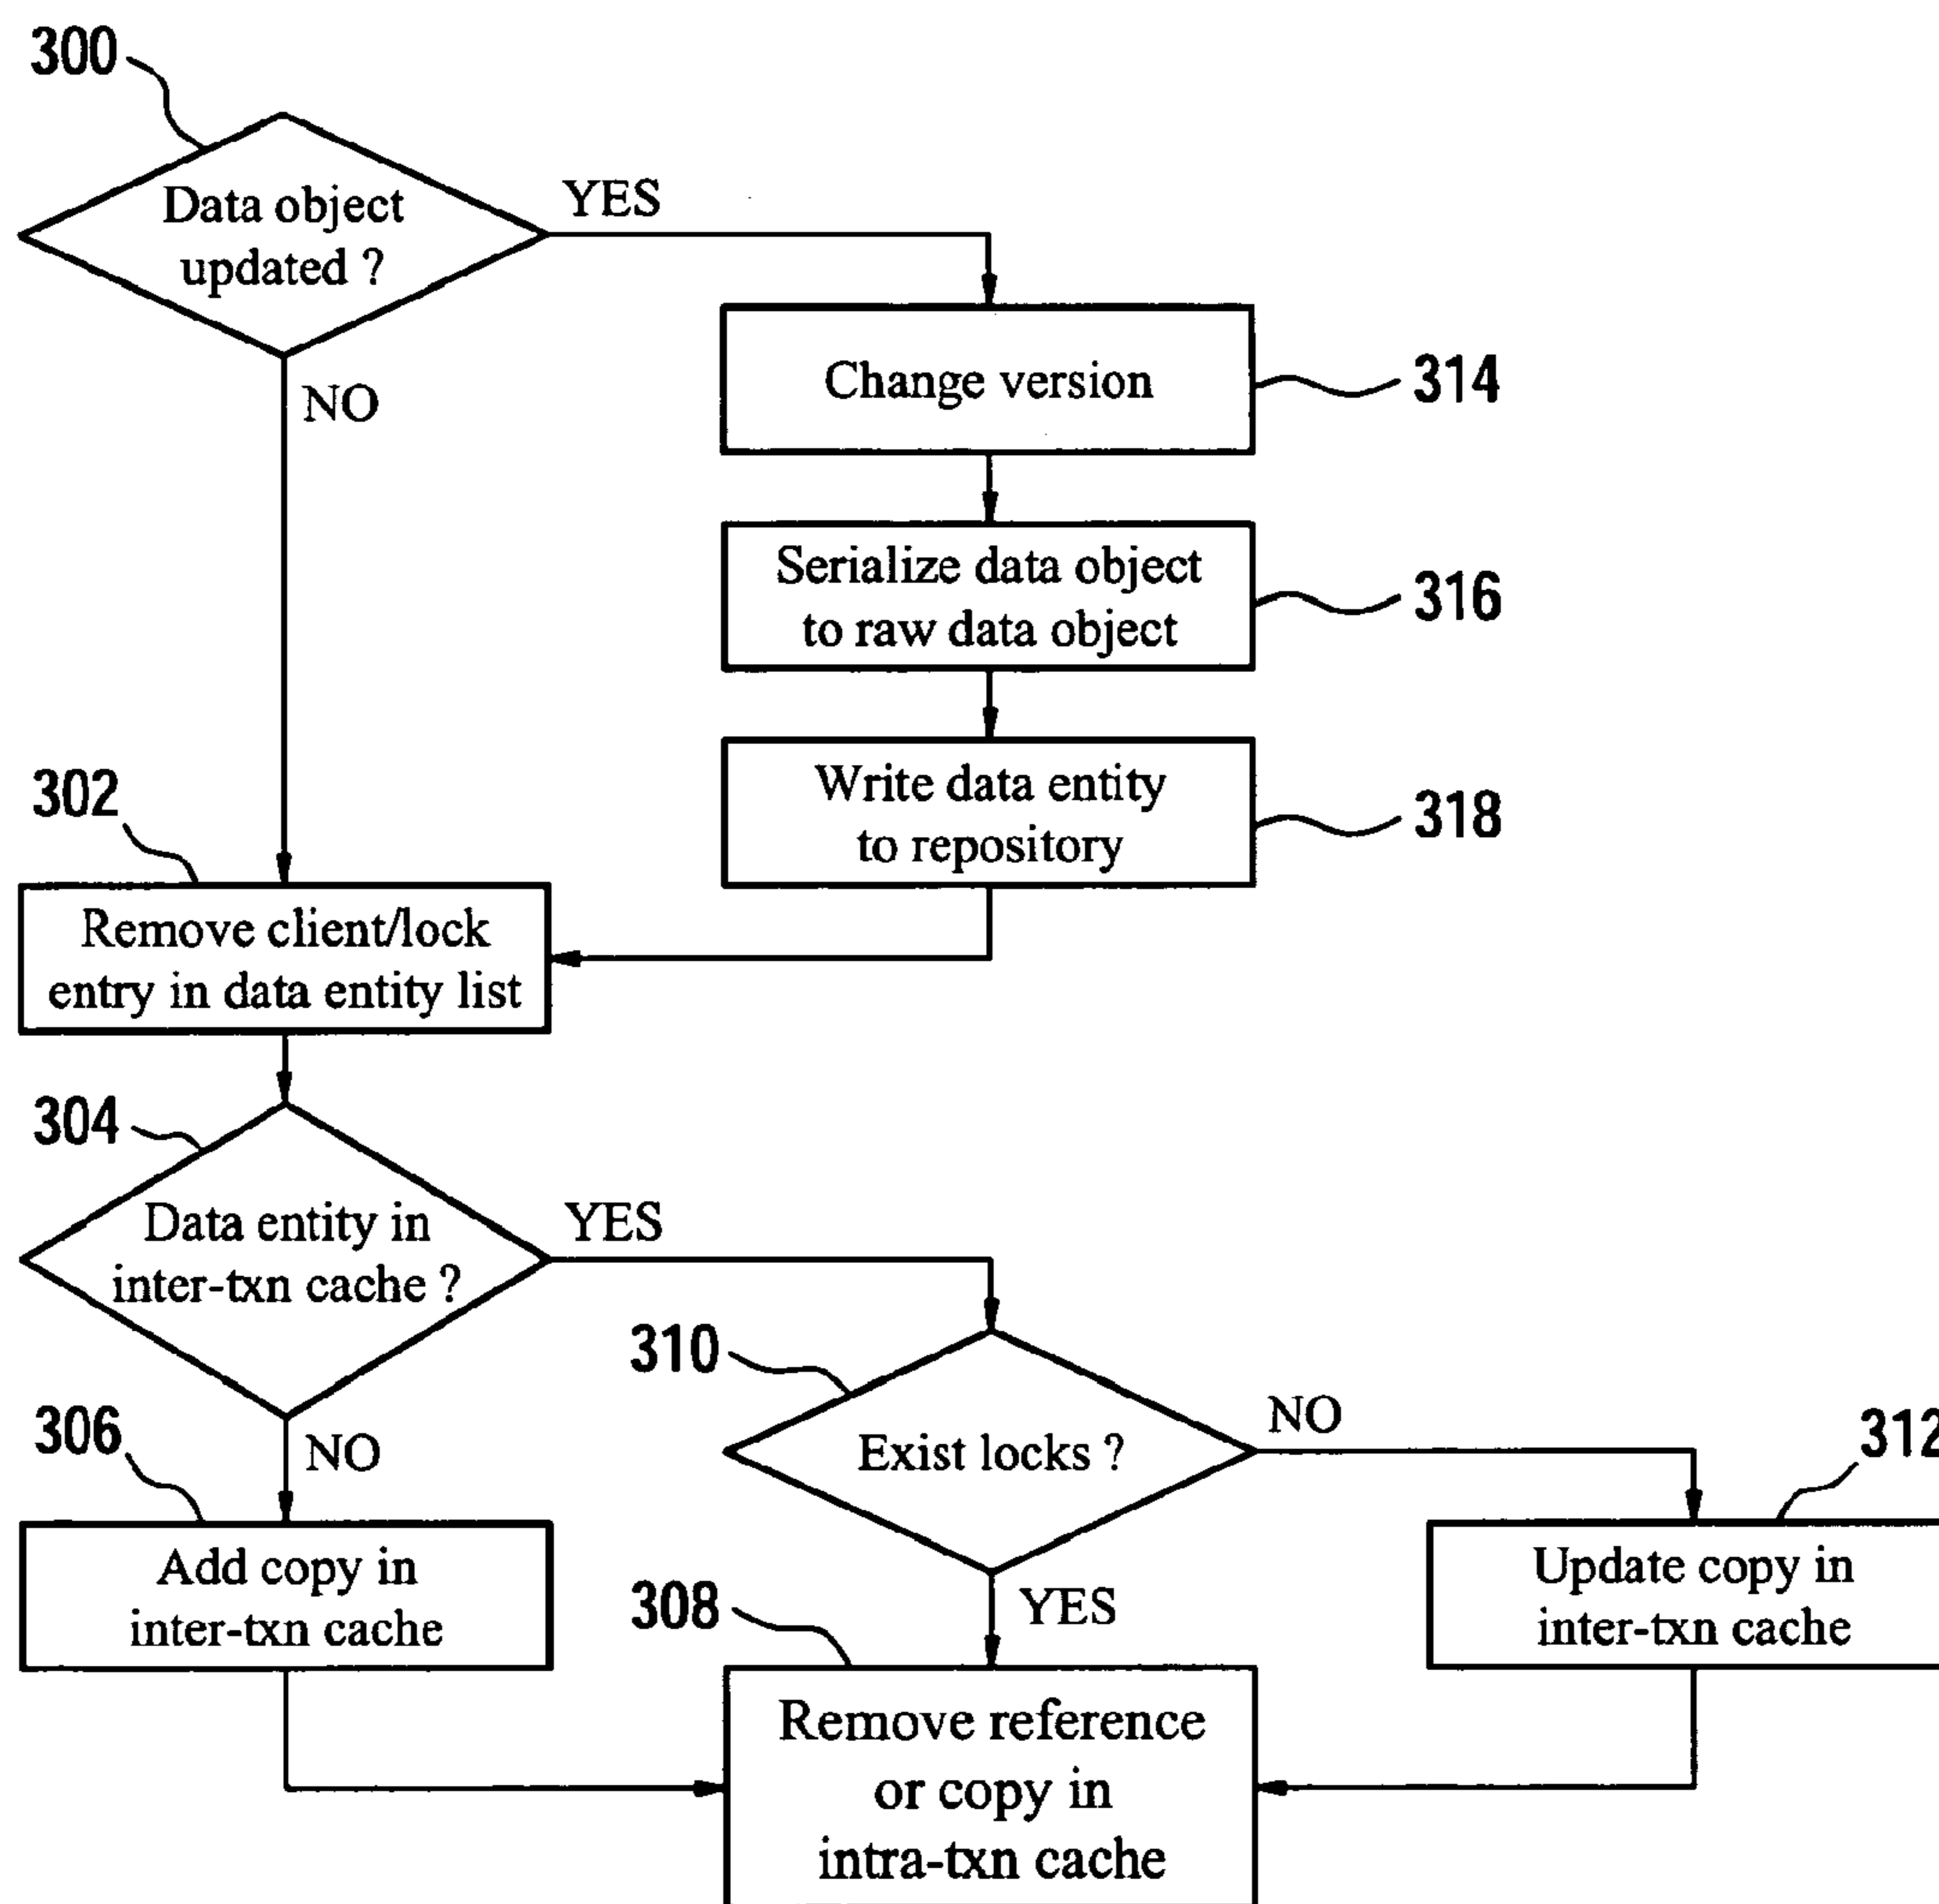 300
Data object
updated ?
YES
NO
Change version
314
Serialize data object
to raw data object
316
Write data entity
to repository
318
302
Remove client/lock
entry in data entity list
304
Data entity in
inter-txn cache ?
YES
NO
310
Exist locks ?
NO
YES
306
Add copy in
inter-txn cache
312
Update copy in
inter-txn cache
308
Remove reference
or copy in
intra-txn cache